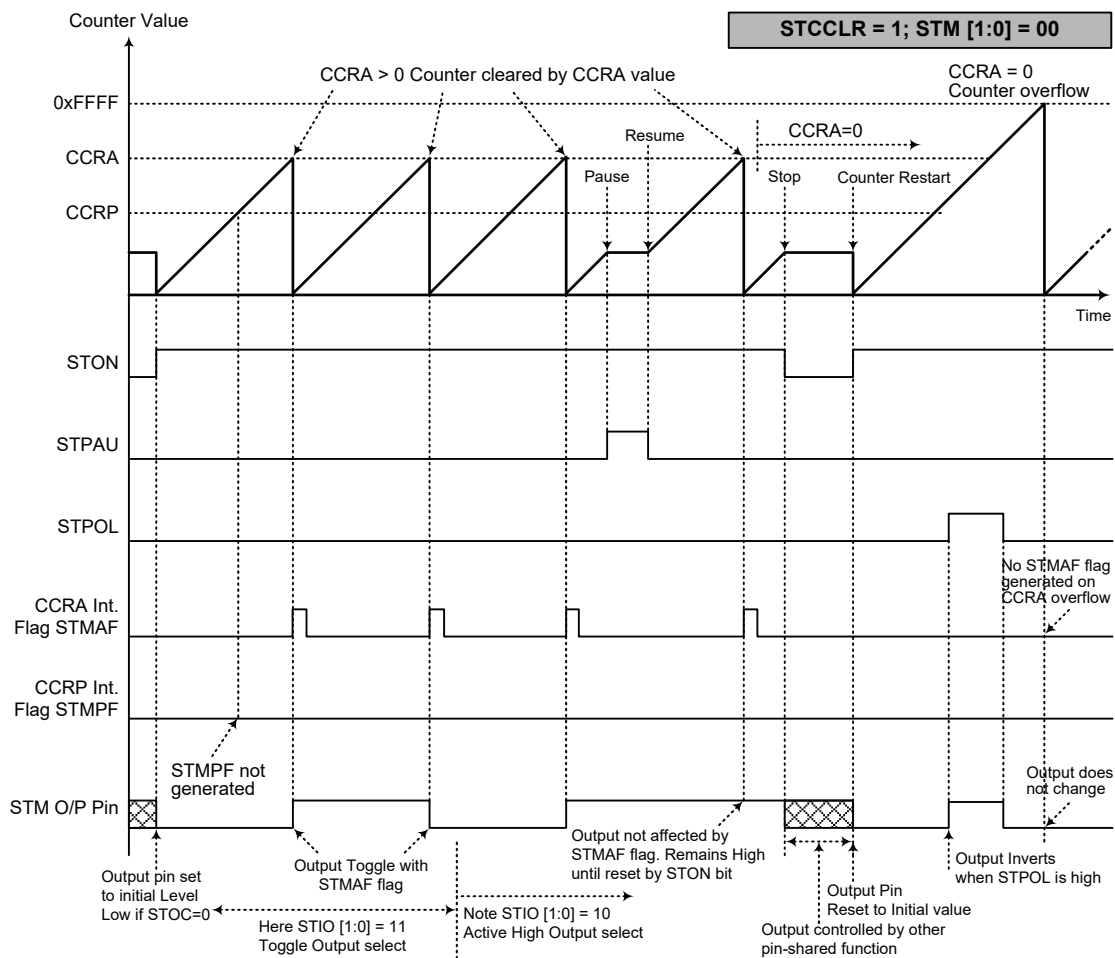 Counter Value
STCCLR = 1; STM [1:0] = 00
CCRA > 0 Counter cleared by CCRA value
CCRA = 0
Counter overflow
0xFFFF
CCRA=0
Resume
CCRA
Pause
Stop
Counter Restart
CCRP
Time
STON
STPAU
STPOL
No STMAF flag
generated on
CCRA overflow
CCRA Int.
Flag STMAF
CCRP Int.
Flag STMPF
STMPF not
generated
Output does
not change
STM O/P Pin
Output pin set
to initial Level
Low if STOC=0
Output Toggle with
STMAF flag
Output not affected by
STMAF flag. Remains High
until reset by STON bit
Output Inverts
when STPOL is high
Output Pin
Reset to Initial value
Here STIO [1:0] = 11
Toggle Output select
Note STIO [1:0] = 10
Active High Output select
Output controlled by other
pin-shared function